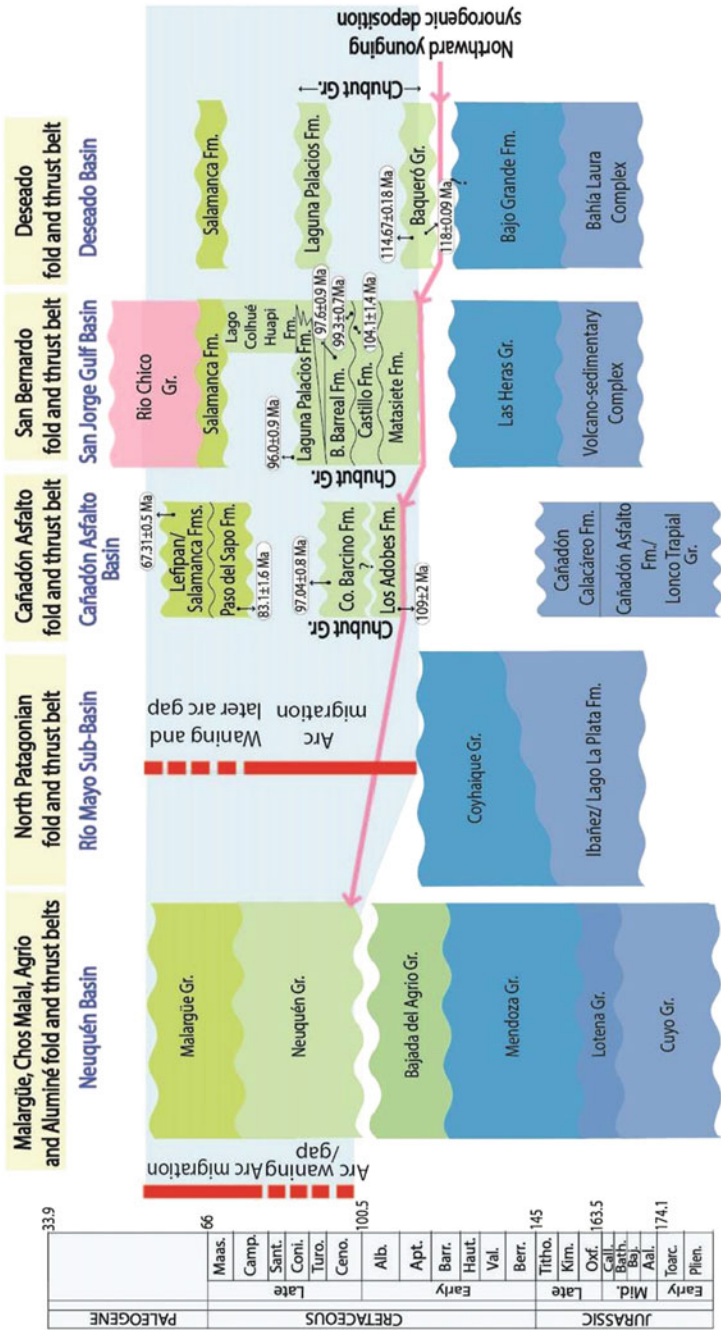 Malargüe, Chos Malal, Agrio
and Aluminé fold and thrust belts
Neuquén Basin
North Patagonian
fold and thrust belt
Río Mayo Sub-Basin
Cañadón Asfalto
fold and thrust belt
Cañadón Asfalto
Basin
San Bernardo
fold and thrust belt
San Jorge Gulf Basin
Deseado
fold and thrust belt
Deseado Basin
33.9
66
100.5
145
163.5
174.1
PALEOGENE
CRETACEOUS
JURASSIC
Late
Early
Late
Mid.
Early
Maas.
Camp.
Sant.
Coni.
Turo.
Ceno.
Alb.
Apt.
Barr.
Haut.
Val.
Berr.
Titho.
Kim.
Oxf.
Call.
Bath.
Baj.
Aal.
Toarc.
Plien.
Arc migration
Arc waning
/gap
Malargüe Gr.
Neuquén Gr.
Bajada del Agrio Gr.
Mendoza Gr.
Lotena Gr.
Cuyo Gr.
Waning and
later arc gap
Arc
migration
Coyhaique Gr.
Ibañez/ Lago La Plata Fm.
67.31±0.5 Ma
Lefipan/
Salamanca Fms.
Paso del Sapo Fm.
83.1±1.6 Ma
97.04±0.8 Ma
Co. Barcino Fm.
?
Los Adobes Fm.
109±2 Ma
Chubut Gr.
Cañadón
Calacáreo Fm.
Cañadón Asfalto
Fm./
Lonco Trapial
Gr.
Rio Chico
Gr.
Salamanca Fm.
Lago
Colhué
Huapi
Fm.
96.0±0.9 Ma
Laguna Palacios Fm.
97.6±0.9 Ma
B. Barreal Fm.
99.3±0.7Ma
Castillo Fm.
104.1±1.4 Ma
Matasiete Fm.
Chubut Gr.
Las Heras Gr.
Volcano-sedimentary
Complex
Salamanca Fm.
Laguna Palacios Fm.
114.67±0.18 Ma
Baqueró Gr.
118±0.09 Ma
?
Chubut Gr.
Bajo Grande Fm.
Bahía Laura
Complex
Northward younging
synorogenic deposition